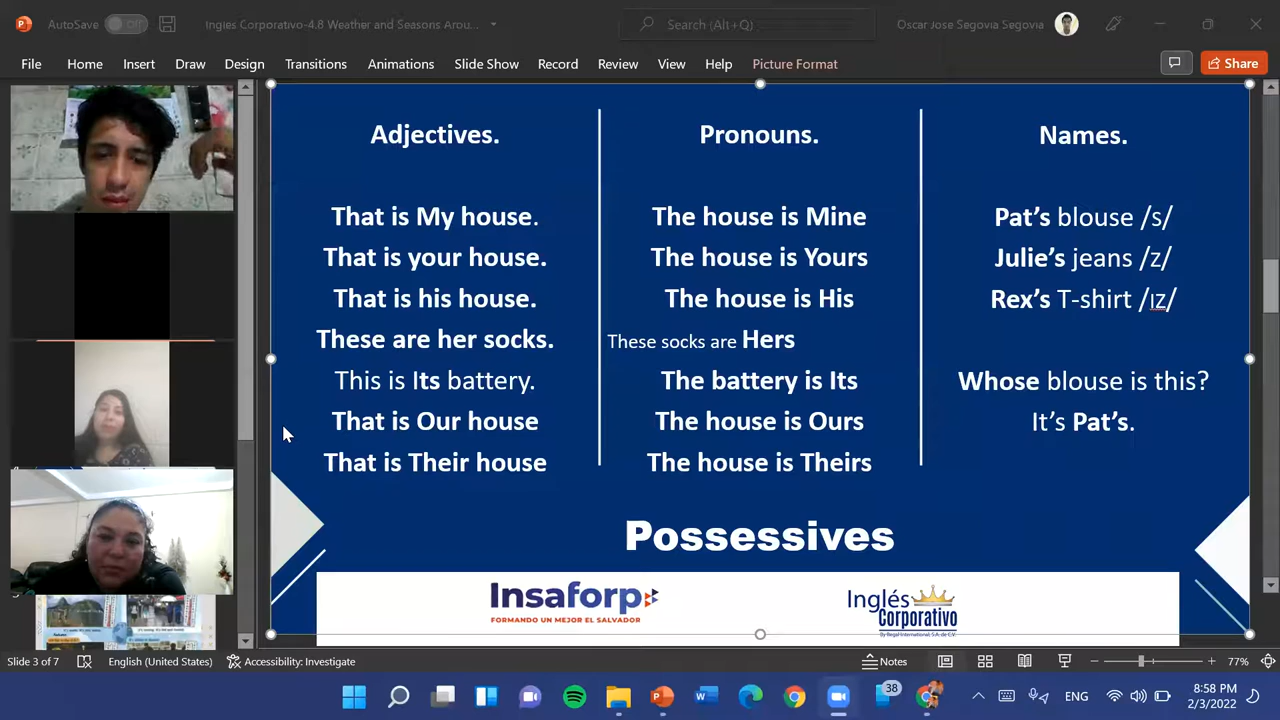 AutoSave Off Ingles Corporativo-4.8 Weather and Seasons Arou... Search (Alt+Q) Oscar Jose Segovia Segovia
File Home Insert Draw Design Transitions Animations Slide Show Record Review View Help Picture Format Share
Adjectives.
That is My house.
That is your house.
That is his house.
These are her socks.
This is Its battery.
That is Our house
That is Their house
Pronouns.
The house is Mine
The house is Yours
The house is His
These socks are Hers
The battery is Its
The house is Ours
The house is Theirs
Names.
Pat's blouse /s/
Julie's jeans /z/
Rex's T-shirt /ɪz/
Whose blouse is this?
It's Pat's.
Possessives
Insaforp
FORMANDO UN MEJOR EL SALVADOR
Inglés
Corporativo
Slide 3 of 7 English (United States) Accessibility: Investigate Notes 77%
38 ENG 8:58 PM
2/3/2022